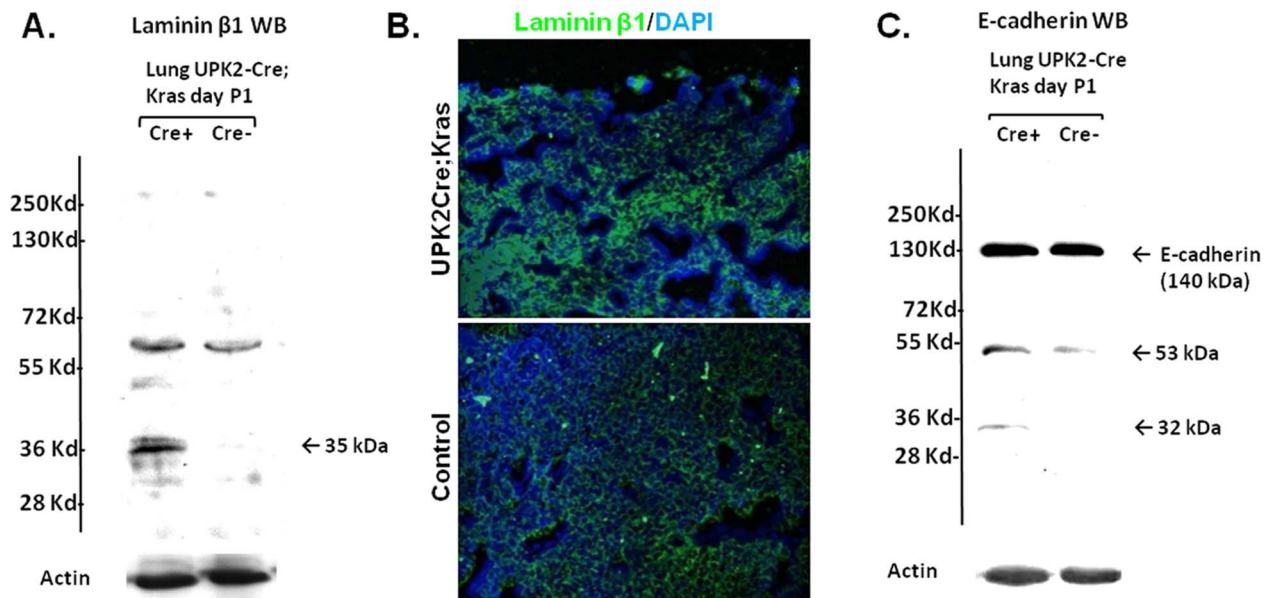 A.
Laminin β1 WB
Lung UPK2-Cre;
Kras day P1
Cre+ Cre-
250Kd-
130Kd-
72Kd-
55 Kd-
36 Kd-
28 Kd-
← 35 kDa
Actin
B.
Laminin β1/DAPI
UPK2Cre;Kras
Control
C.
E-cadherin WB
Lung UPK2-Cre
Kras day P1
Cre+ Cre-
250Kd-
130Kd-
72Kd-
55 Kd-
36 Kd-
28 Kd-
← E-cadherin
(140 kDa)
← 53 kDa
← 32 kDa
Actin